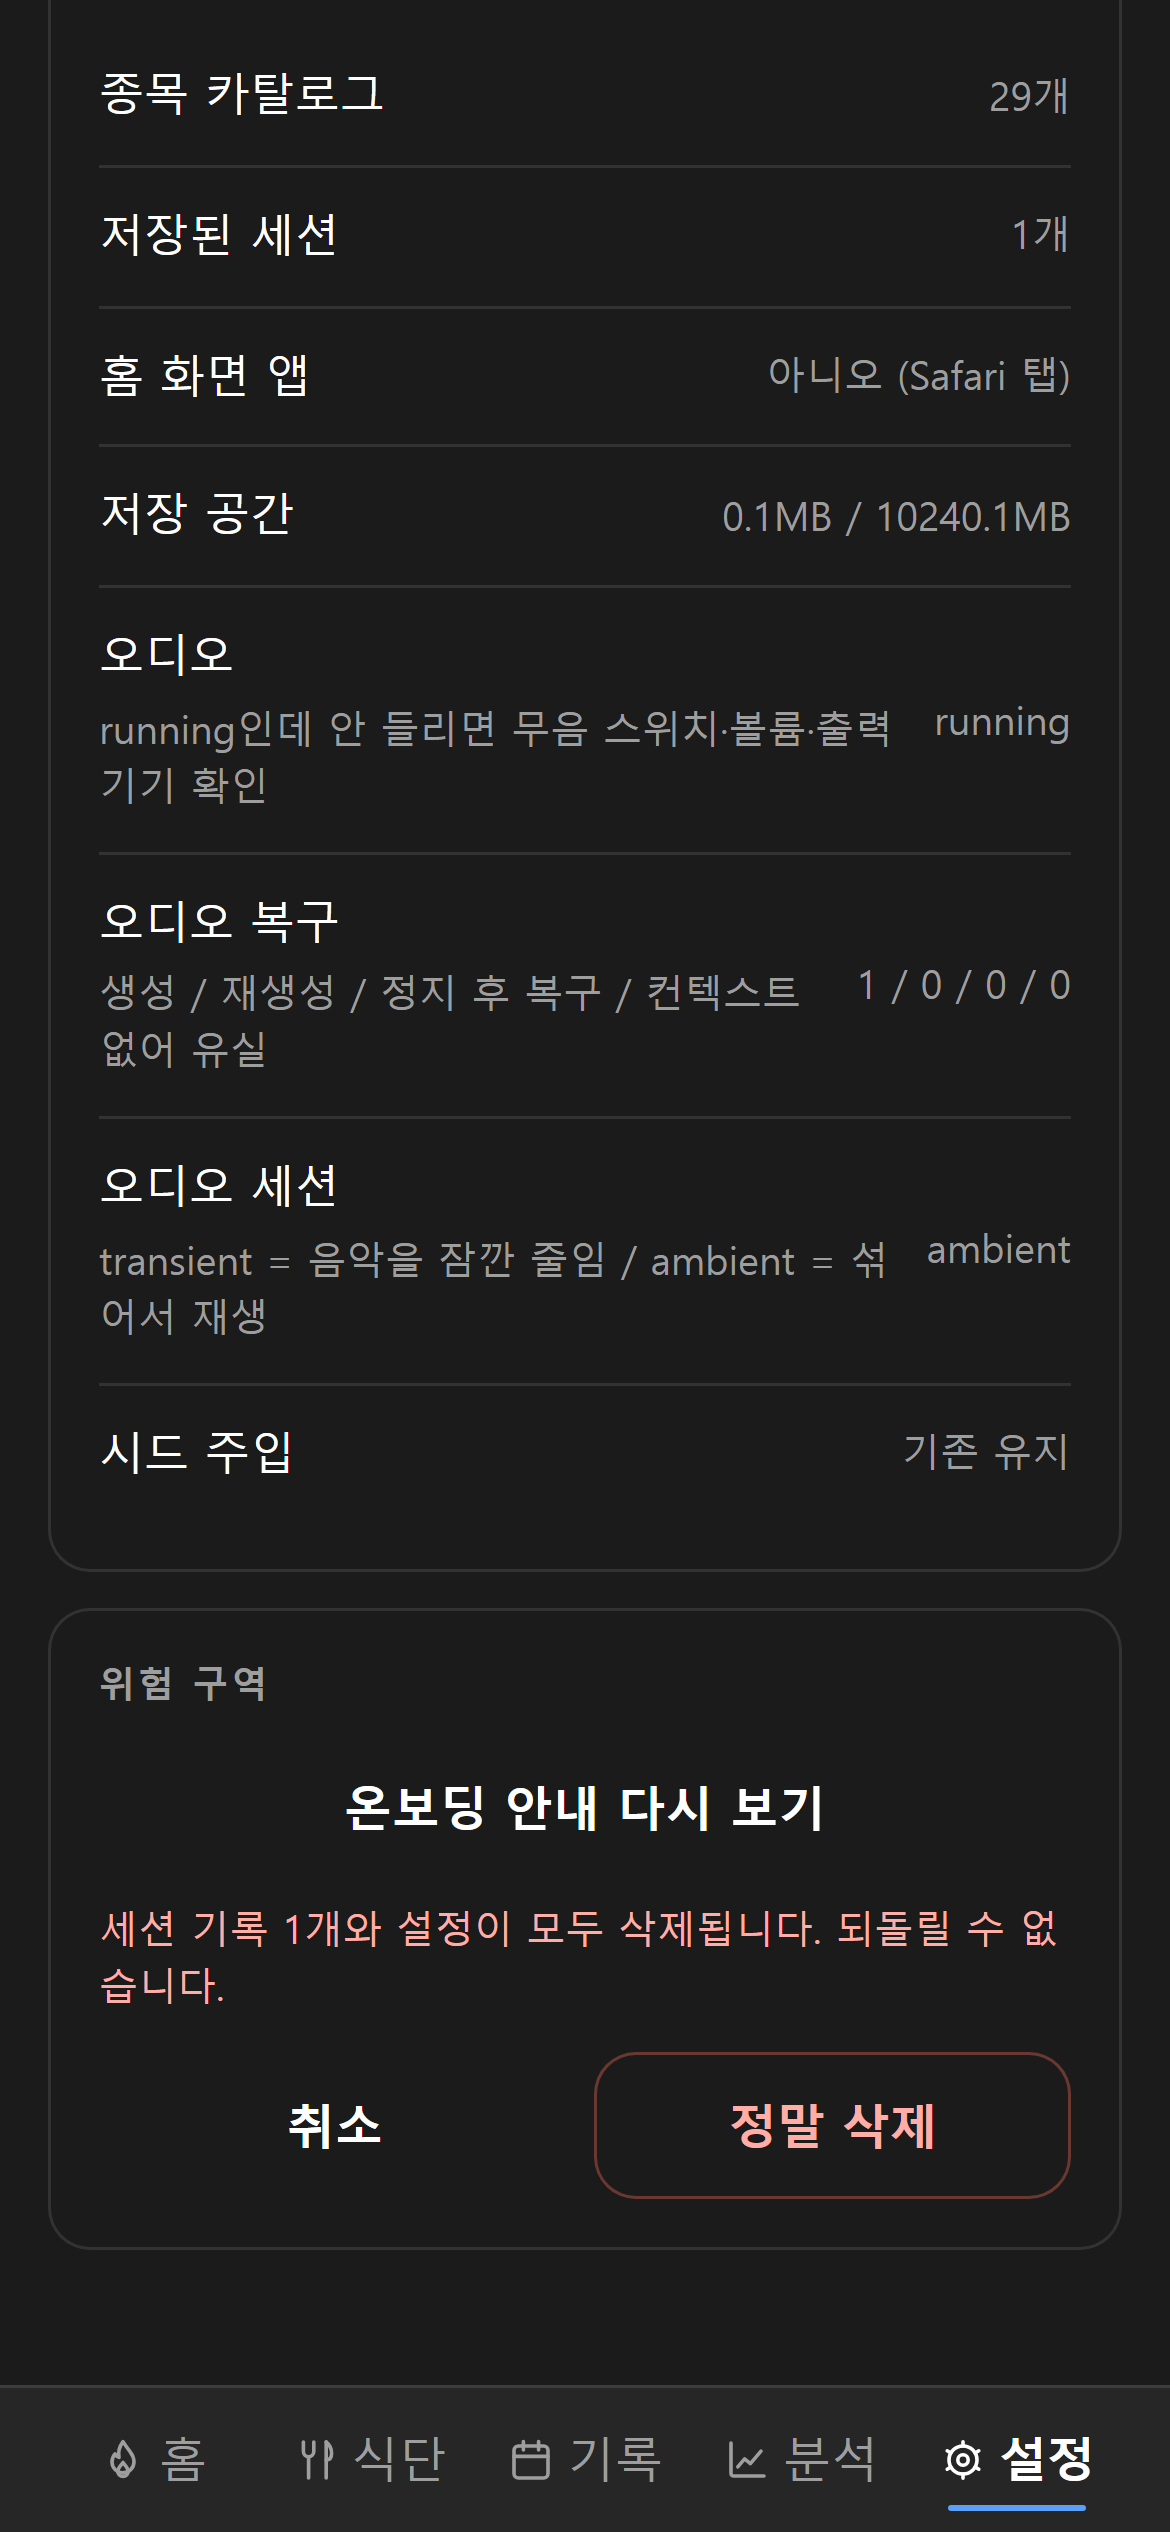 종목 카탈로그 29개
저장된 세션 1개
홈 화면 앱 아니오 (Safari 탭)
저장 공간 0.1MB / 10240.1MB
오디오
running인데 안 들리면 무음 스위치·볼륨·출력 running
기기 확인
오디오 복구
생성 / 재생성 / 정지 후 복구 / 컨텍스트 1 / 0 / 0 / 0
없어 유실
오디오 세션
transient = 음악을 잠깐 줄임 / ambient = 섞 ambient
어서 재생
시드 주입 기존 유지
위험 구역
온보딩 안내 다시 보기
세션 기록 1개와 설정이 모두 삭제됩니다. 되돌릴 수 없
습니다.
취소 정말 삭제
홈 식단 기록 분석 설정